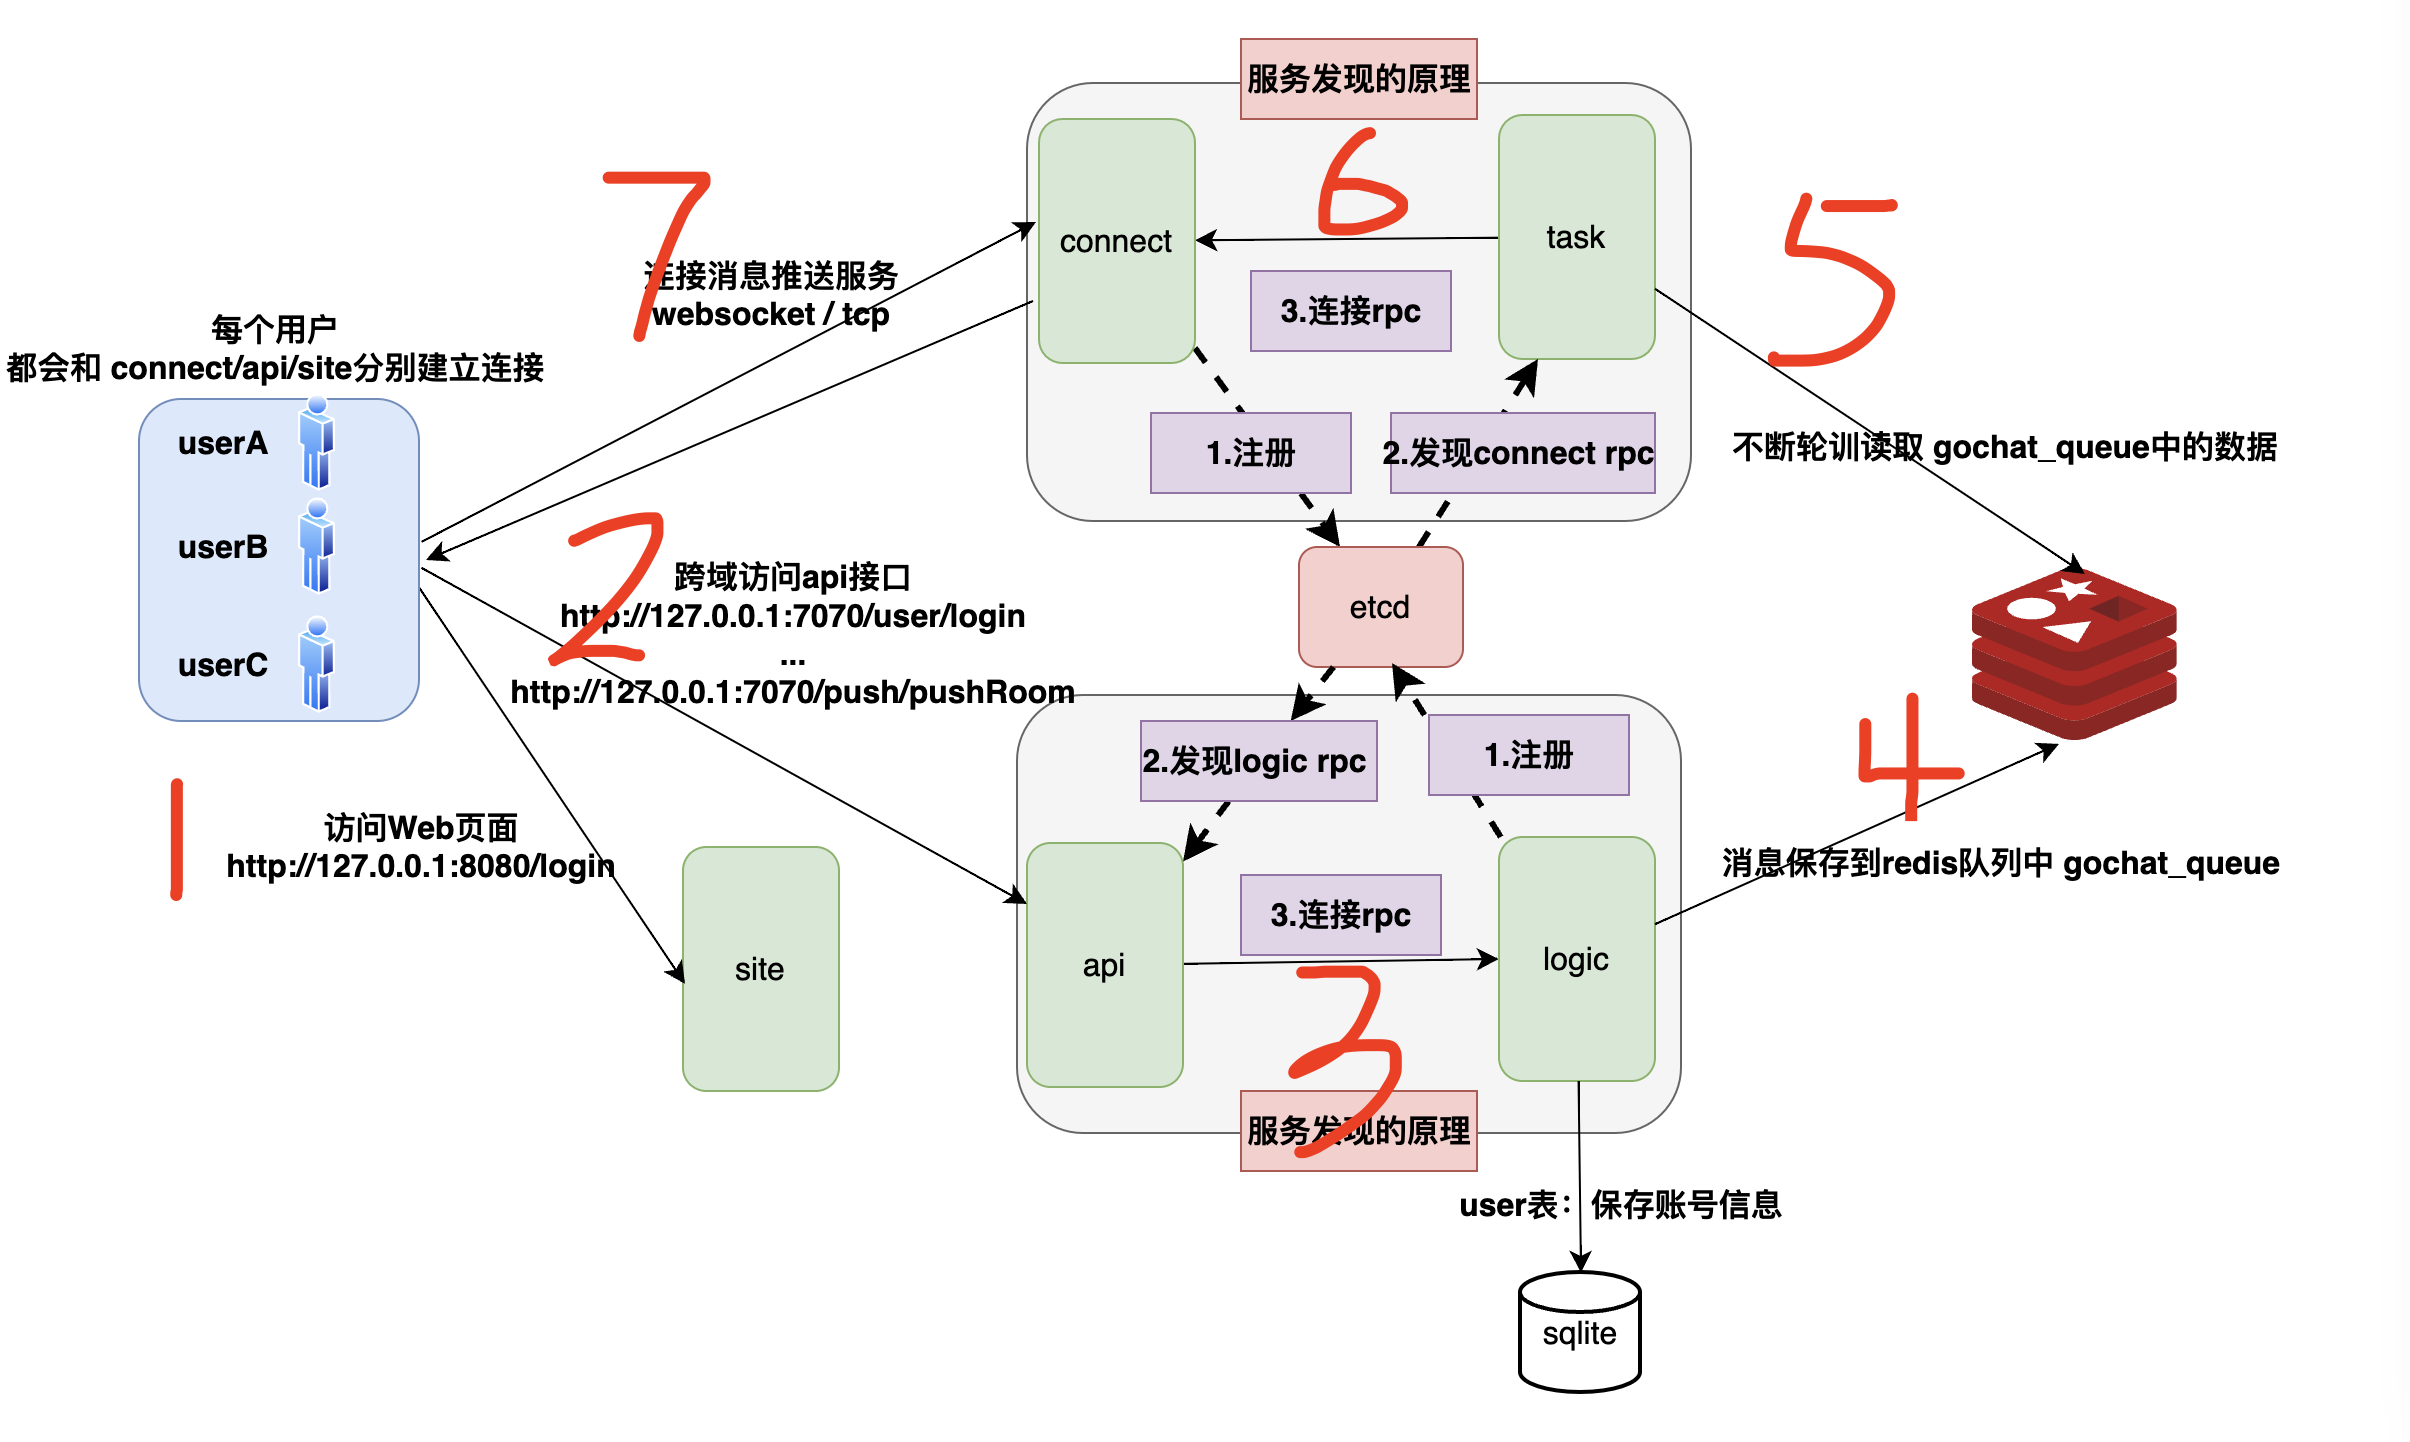 服务发现的原理
connect
6
task
5
7
3.连接rpc
连接消息推送服务
websocket / tcp
每个用户
都会和 connect/api/site分别建立连接
userA
userB
userC
1.注册
2.发现connect rpc
不断轮训读取 gochat_queue中的数据
2
跨域访问api接口
http://127.0.0.1:7070/user/login
...
http://127.0.0.1:7070/push/pushRoom
etcd
2.发现logic rpc
1.注册
4
1
访问Web页面
http://127.0.0.1:8080/login
消息保存到redis队列中 gochat_queue
3.连接rpc
site
api
logic
3
服务发现的原理
user表：保存账号信息
sqlite